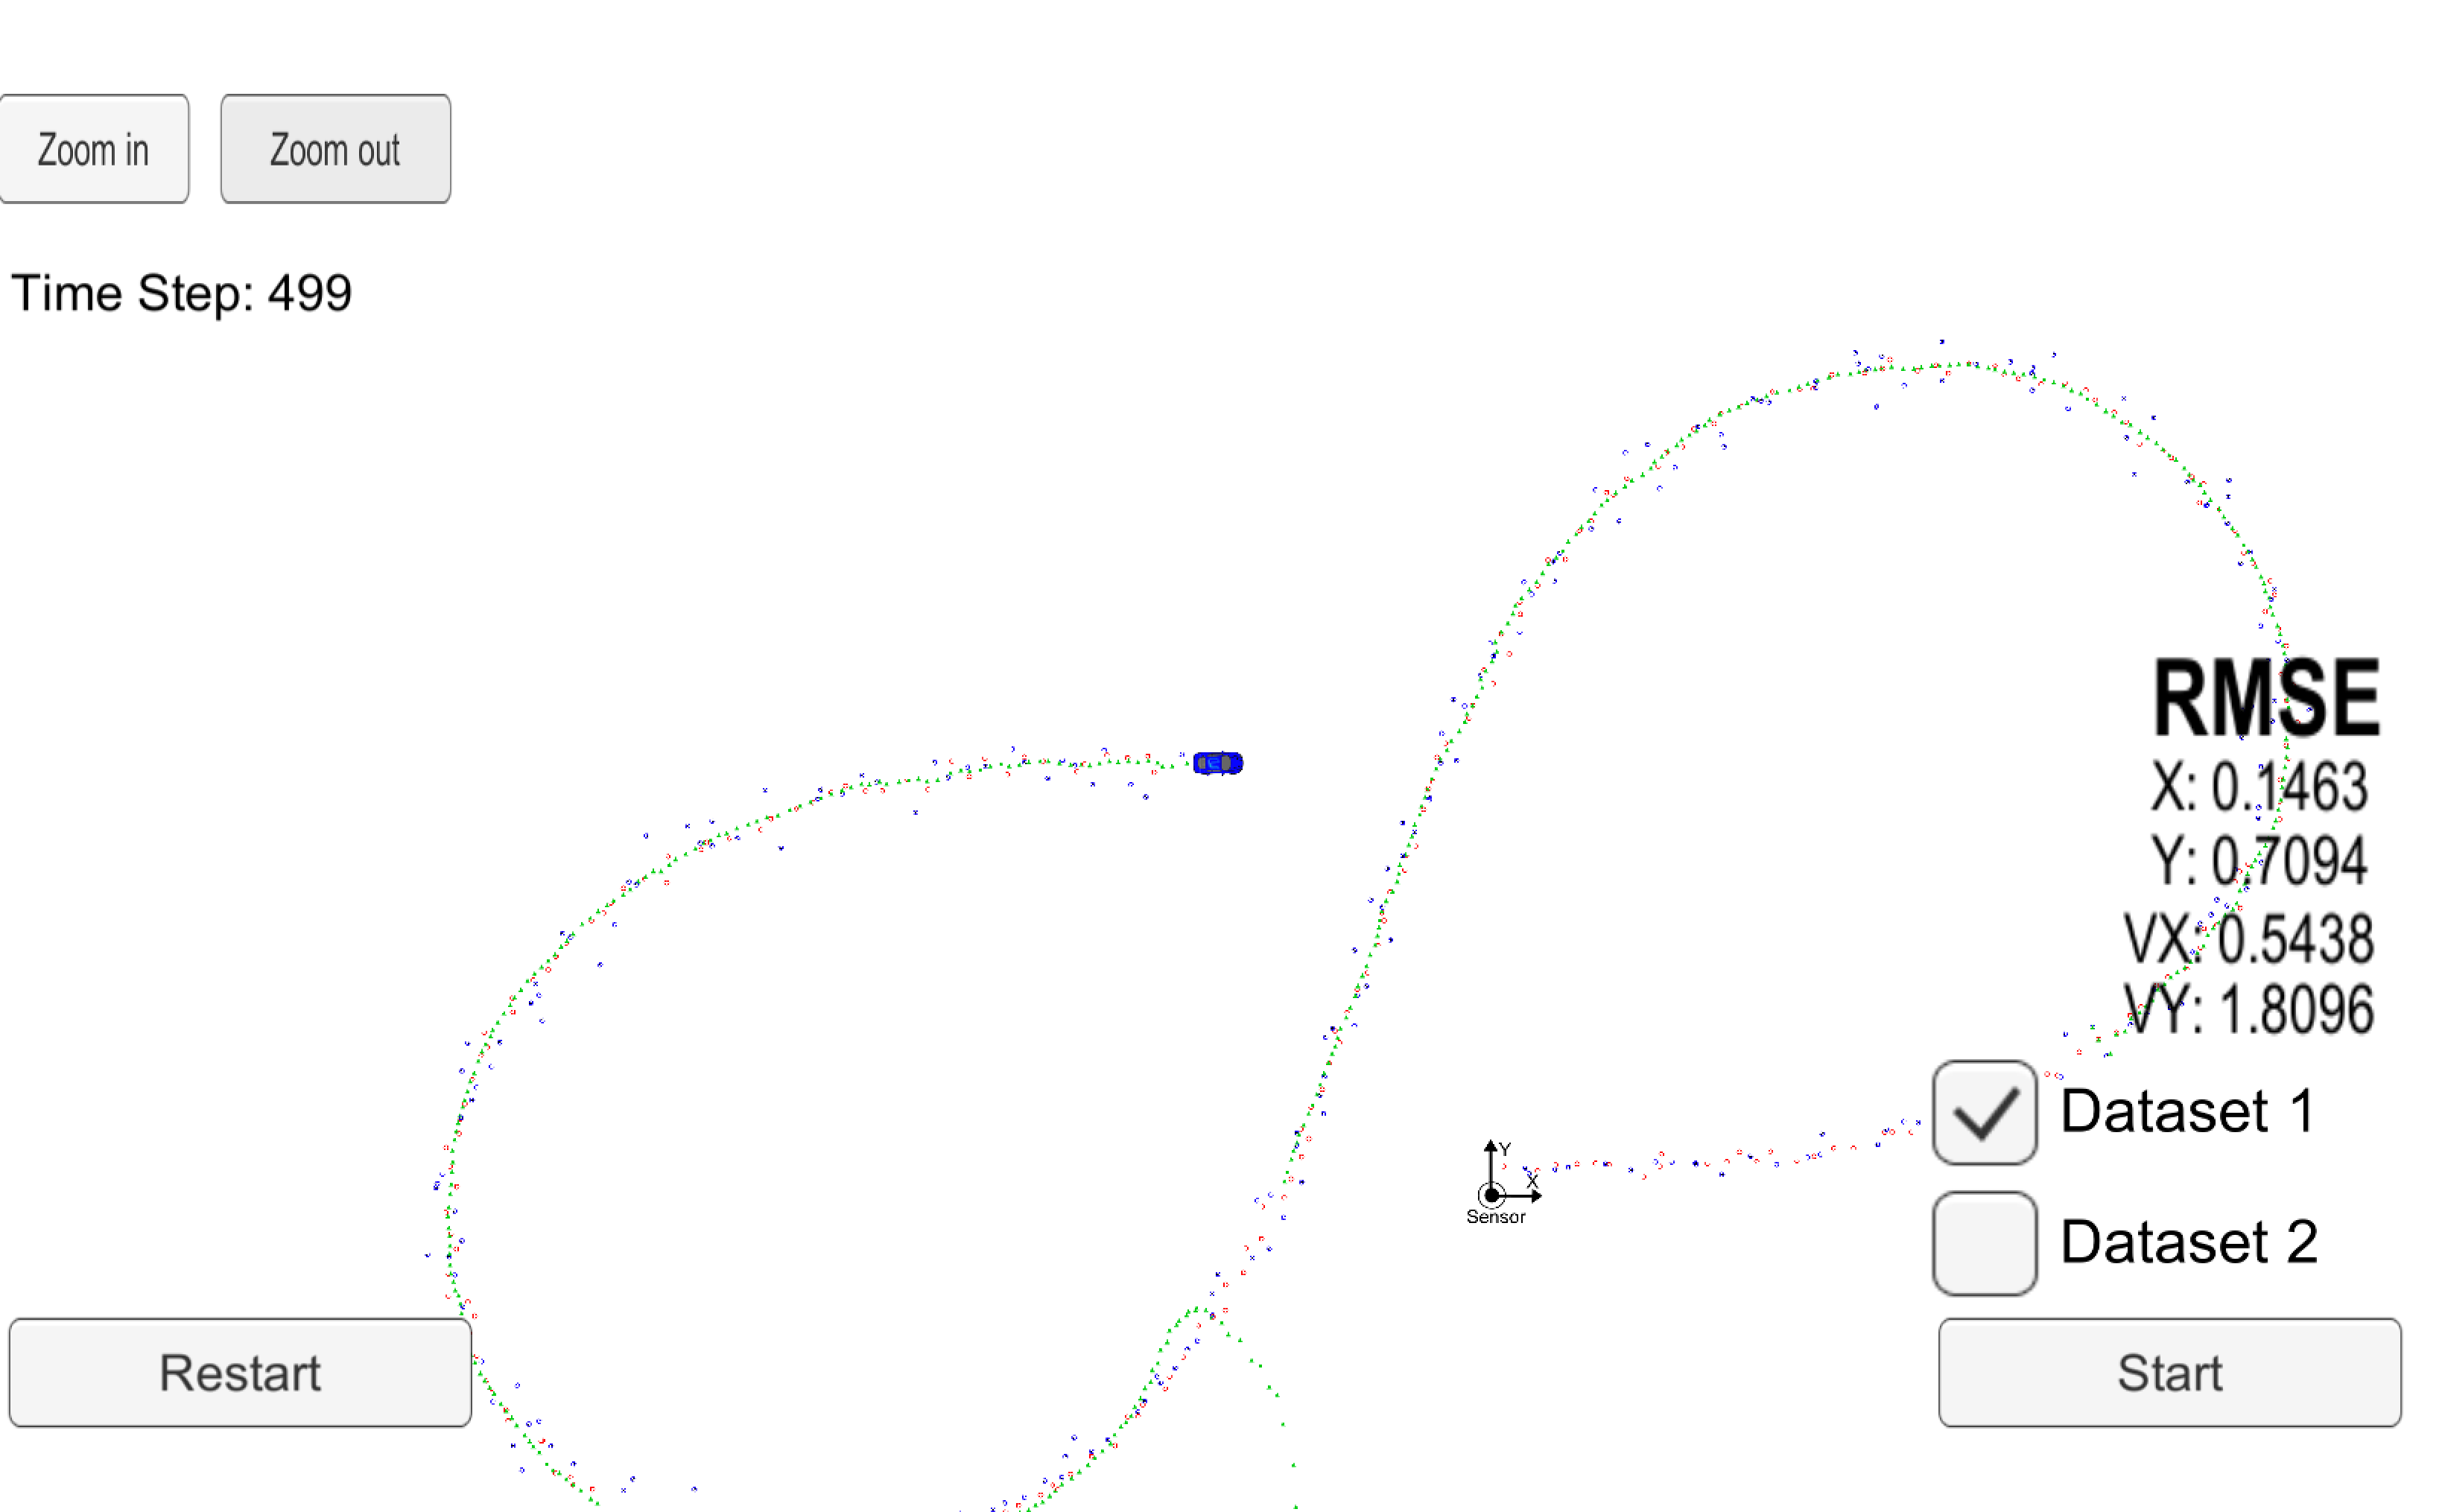 Zoom in
Zoom out
Time Step: 499
RMSE
X: 0.1463
Y: 0.7094
VX: 0.5438
VY: 1.8096
Dataset 1
Y
X
Sensor
Dataset 2
Restart
Start